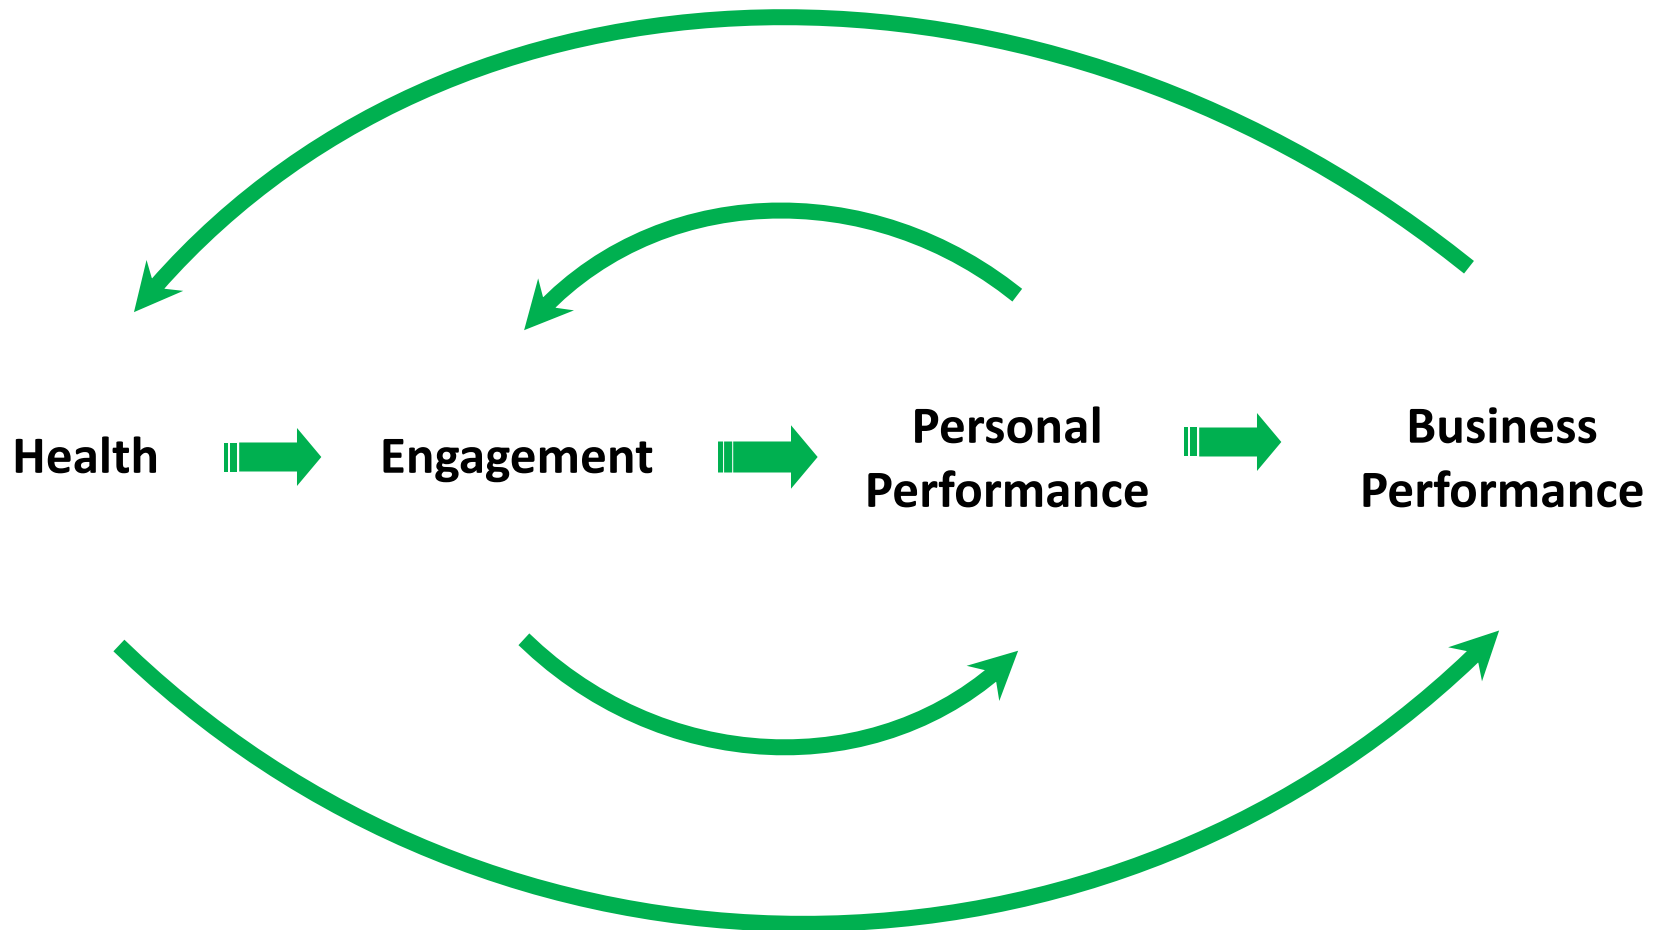 Health
Engagement
Personal
Performance
Business
Performance